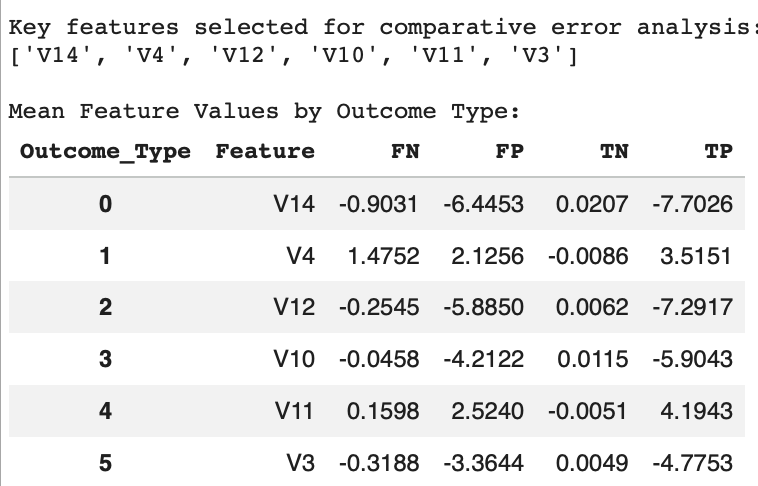 Key features selected for comparative error analysis:
['V14', 'V4', 'V12', 'V10', 'V11', 'V3']
Mean Feature Values by Outcome Type:
Outcome_Type Feature FN FP TN TP
0 V14 -0.9031 -6.4453 0.0207 -7.7026
1 V4 1.4752 2.1256 -0.0086 3.5151
2 V12 -0.2545 -5.8850 0.0062 -7.2917
3 V10 -0.0458 -4.2122 0.0115 -5.9043
4 V11 0.1598 2.5240 -0.0051 4.1943
5 V3 -0.3188 -3.3644 0.0049 -4.7753